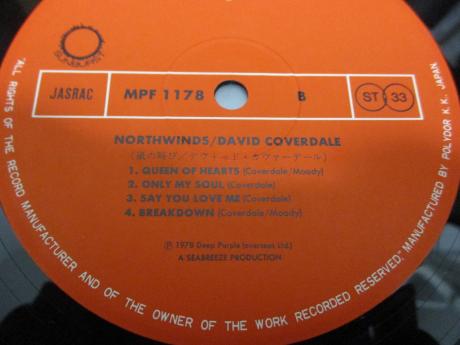 SUNBURST
JASRAC
MPF 1178
B
ST 33
NORTHWINDS/DAVID COVERDALE
1. QUEEN OF HEARTS (Coverdale/Moody)
2. ONLY MY SOUL (Coverdale)
3. SAY YOU LOVE ME (Coverdale)
4. BREAKDOWN (Coverdale/Moody)
Ⓟ 1978 Deep Purple (overseas Ltd.)
A SEABREEZE PRODUCTION
"ALL RIGHTS OF THE RECORD MANUFACTURER AND OF THE OWNER OF THE WORK RECORDED RESERVED," MANUFACTURED BY POLYDOR K. K., JAPAN.